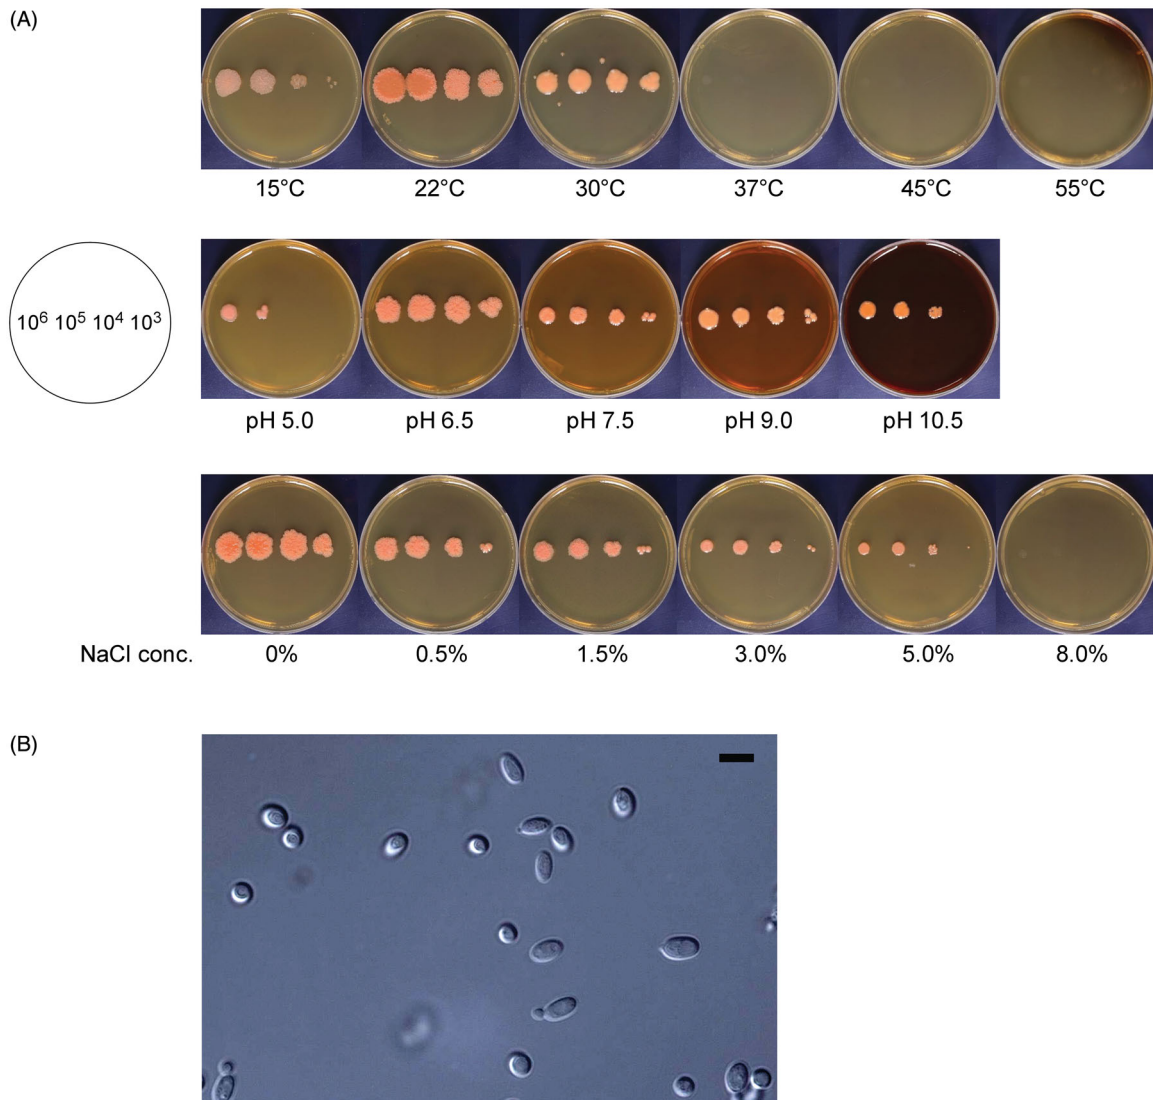 (A)
15°C 22°C 30°C 37°C 45°C 55°C
10⁶ 10⁵ 10⁴ 10³
pH 5.0 pH 6.5 pH 7.5 pH 9.0 pH 10.5
NaCl conc. 0% 0.5% 1.5% 3.0% 5.0% 8.0%
(B)